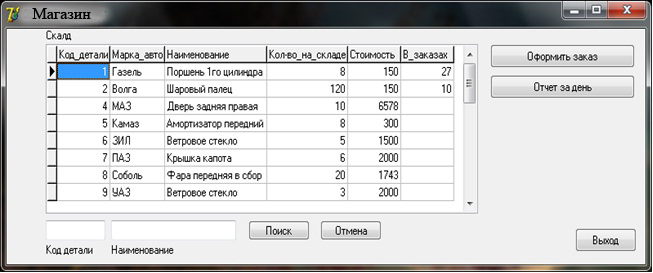 Магазин
Скалд
Код_детали Марка_авто Наименование Кол-во_на_складе Стоимость В_заказах
1 Газель Поршень 1го цилиндра 8 150 27
2 Волга Шаровый палец 120 150 10
4 МАЗ Дверь задняя правая 10 6578
5 Камаз Амортизатор передний 8 300
6 ЗИЛ Ветровое стекло 5 1500
7 ПАЗ Крышка капота 6 2000
8 Соболь Фара передняя в сбор 20 1743
9 УАЗ Ветровое стекло 3 2000
Оформить заказ
Отчет за день
Поиск Отмена
Код детали Наименование
Выход